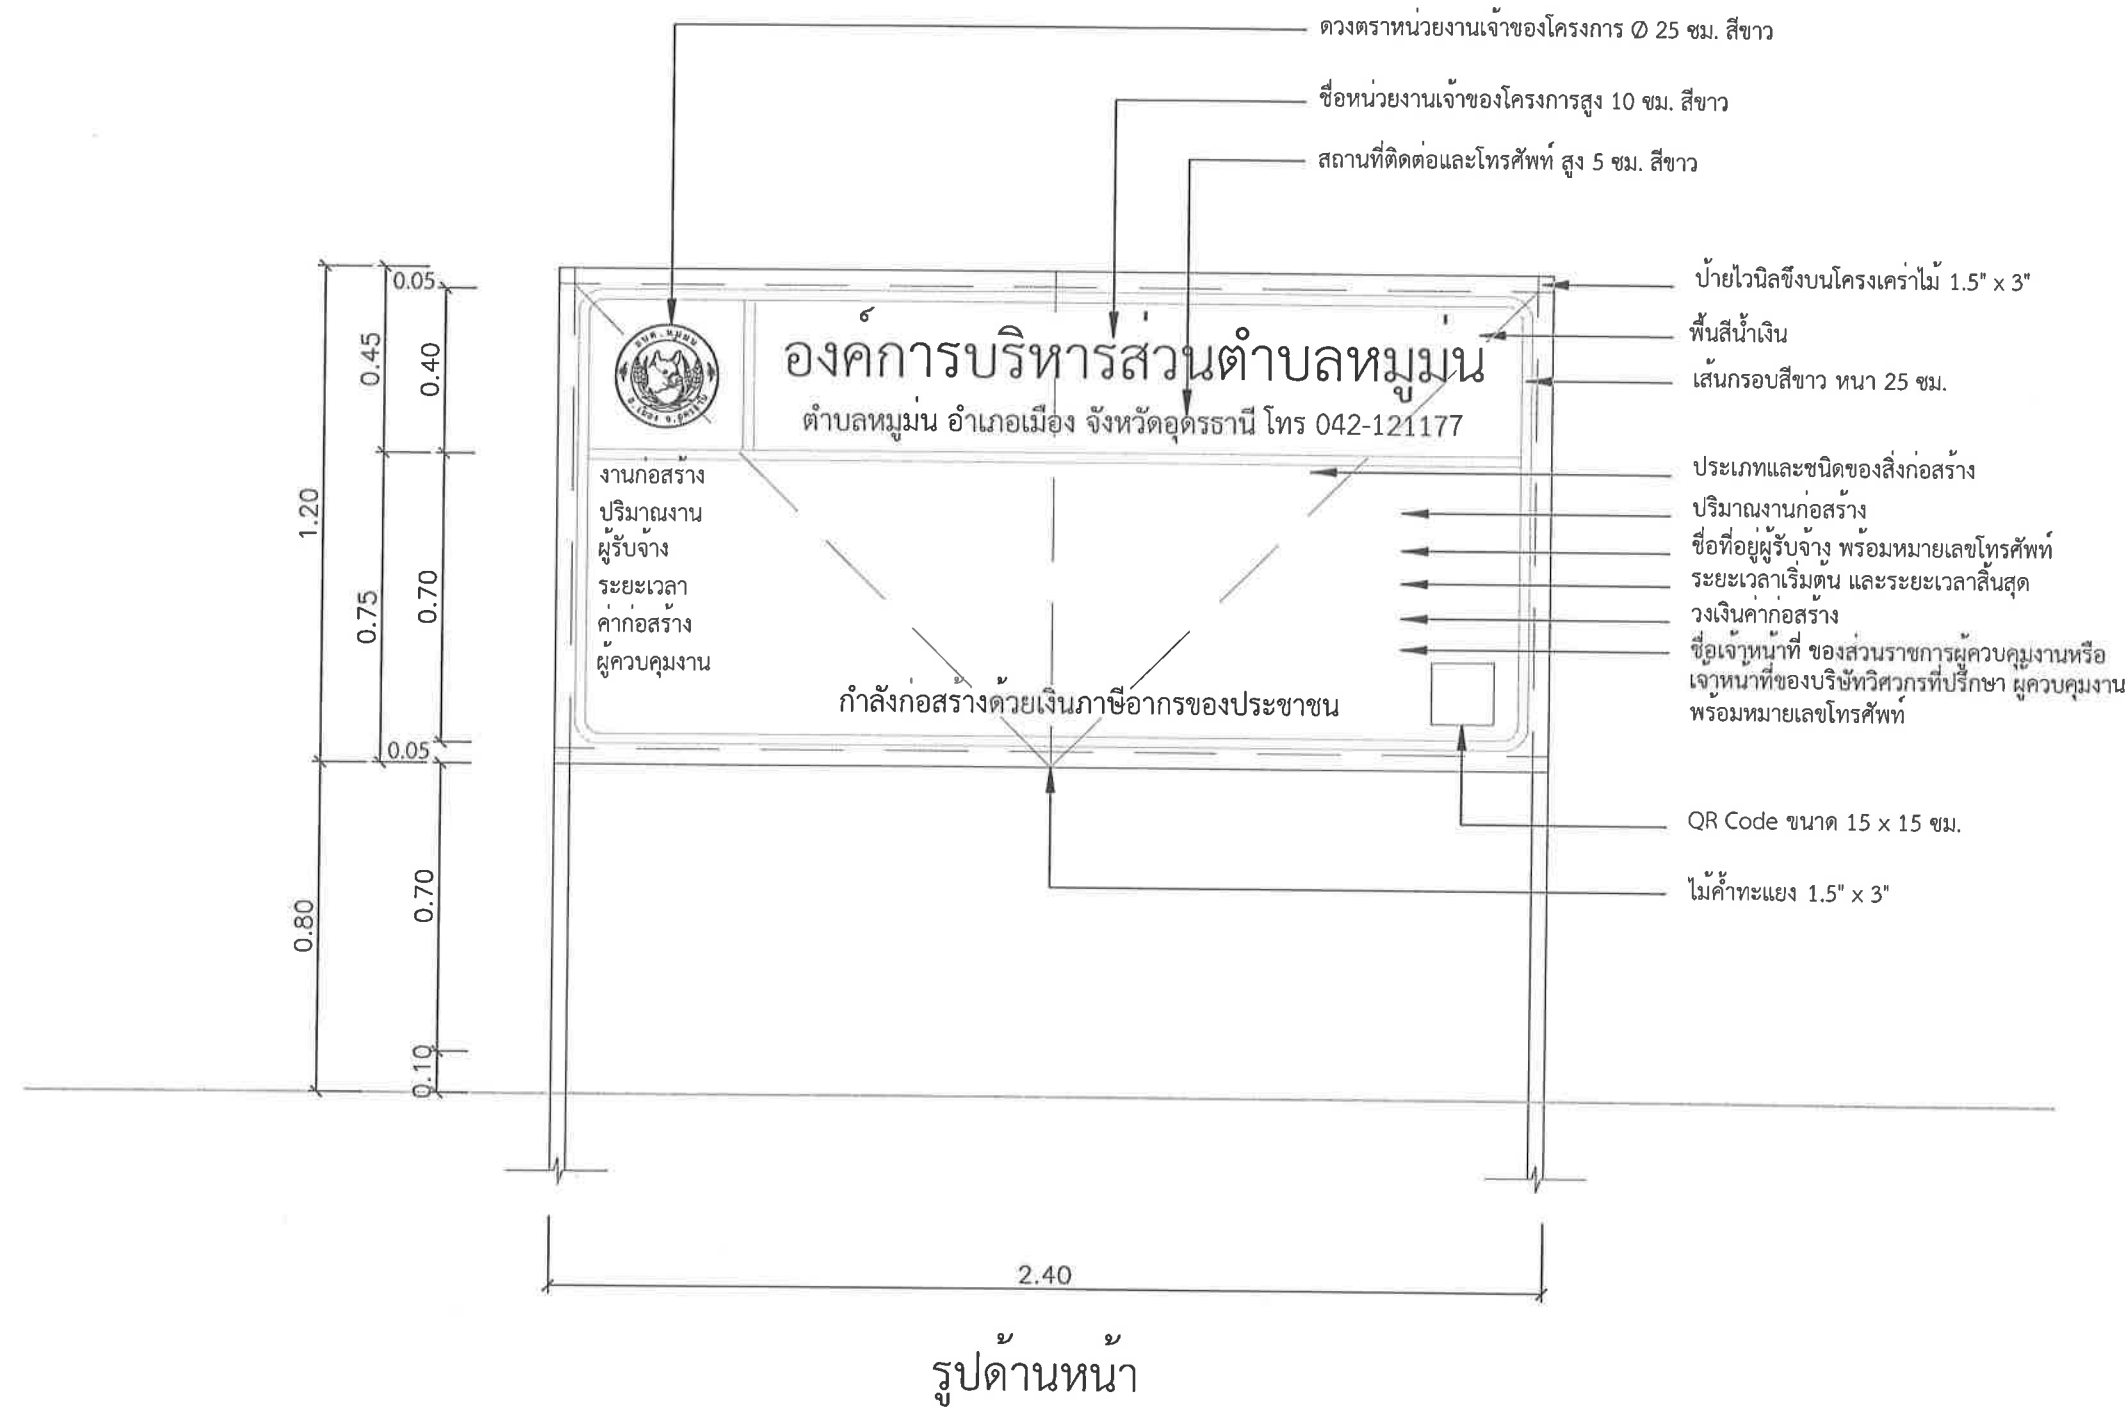 ดวงตราหน่วยงานเจ้าของโครงการ Ø 25 ซม. สีขาว
ชื่อหน่วยงานเจ้าของโครงการสูง 10 ซม. สีขาว
สถานที่ติดต่อและโทรศัพท์ สูง 5 ซม. สีขาว
ป้ายไวนิลขึงบนโครงเคร่าไม้ 1.5" x 3"
พื้นสีน้ำเงิน
เส้นกรอบสีขาว หนา 25 ซม.
0.05
0.45
0.40
อบต.หมูม่น
อ.เมือง จ.อุดรธานี
องค์การบริหารส่วนตำบลหมูม่น
ตำบลหมูม่น อำเภอเมือง จังหวัดอุดรธานี โทร 042-121177
งานก่อสร้าง
ปริมาณงาน
ผู้รับจ้าง
ระยะเวลา
ค่าก่อสร้าง
ผู้ควบคุมงาน
กำลังก่อสร้างด้วยเงินภาษีอากรของประชาชน
ประเภทและชนิดของสิ่งก่อสร้าง
ปริมาณงานก่อสร้าง
ชื่อที่อยู่ผู้รับจ้าง พร้อมหมายเลขโทรศัพท์
ระยะเวลาเริ่มต้น และระยะเวลาสิ้นสุด
วงเงินค่าก่อสร้าง
ชื่อเจ้าหน้าที่ ของส่วนราชการผู้ควบคุมงานหรือ
เจ้าหน้าที่ของบริษัทวิศวกรที่ปรึกษา ผู้ควบคุมงาน
พร้อมหมายเลขโทรศัพท์
1.20
0.75
0.70
0.05
QR Code ขนาด 15 x 15 ซม.
ไม้ค้ำทะแยง 1.5" x 3"
0.80
0.70
0.10
2.40
รูปด้านหน้า